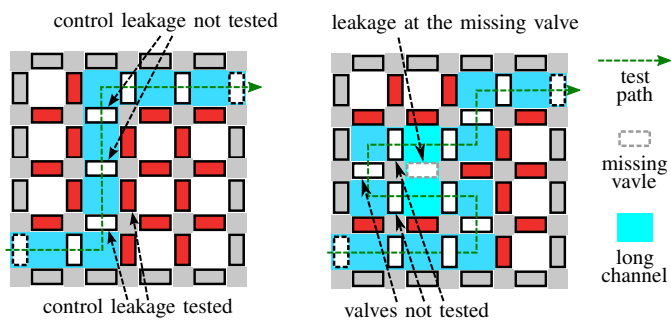 control leakage not tested
leakage at the missing valve
test
path
missing
vavle
long
channel
control leakage tested
valves not tested